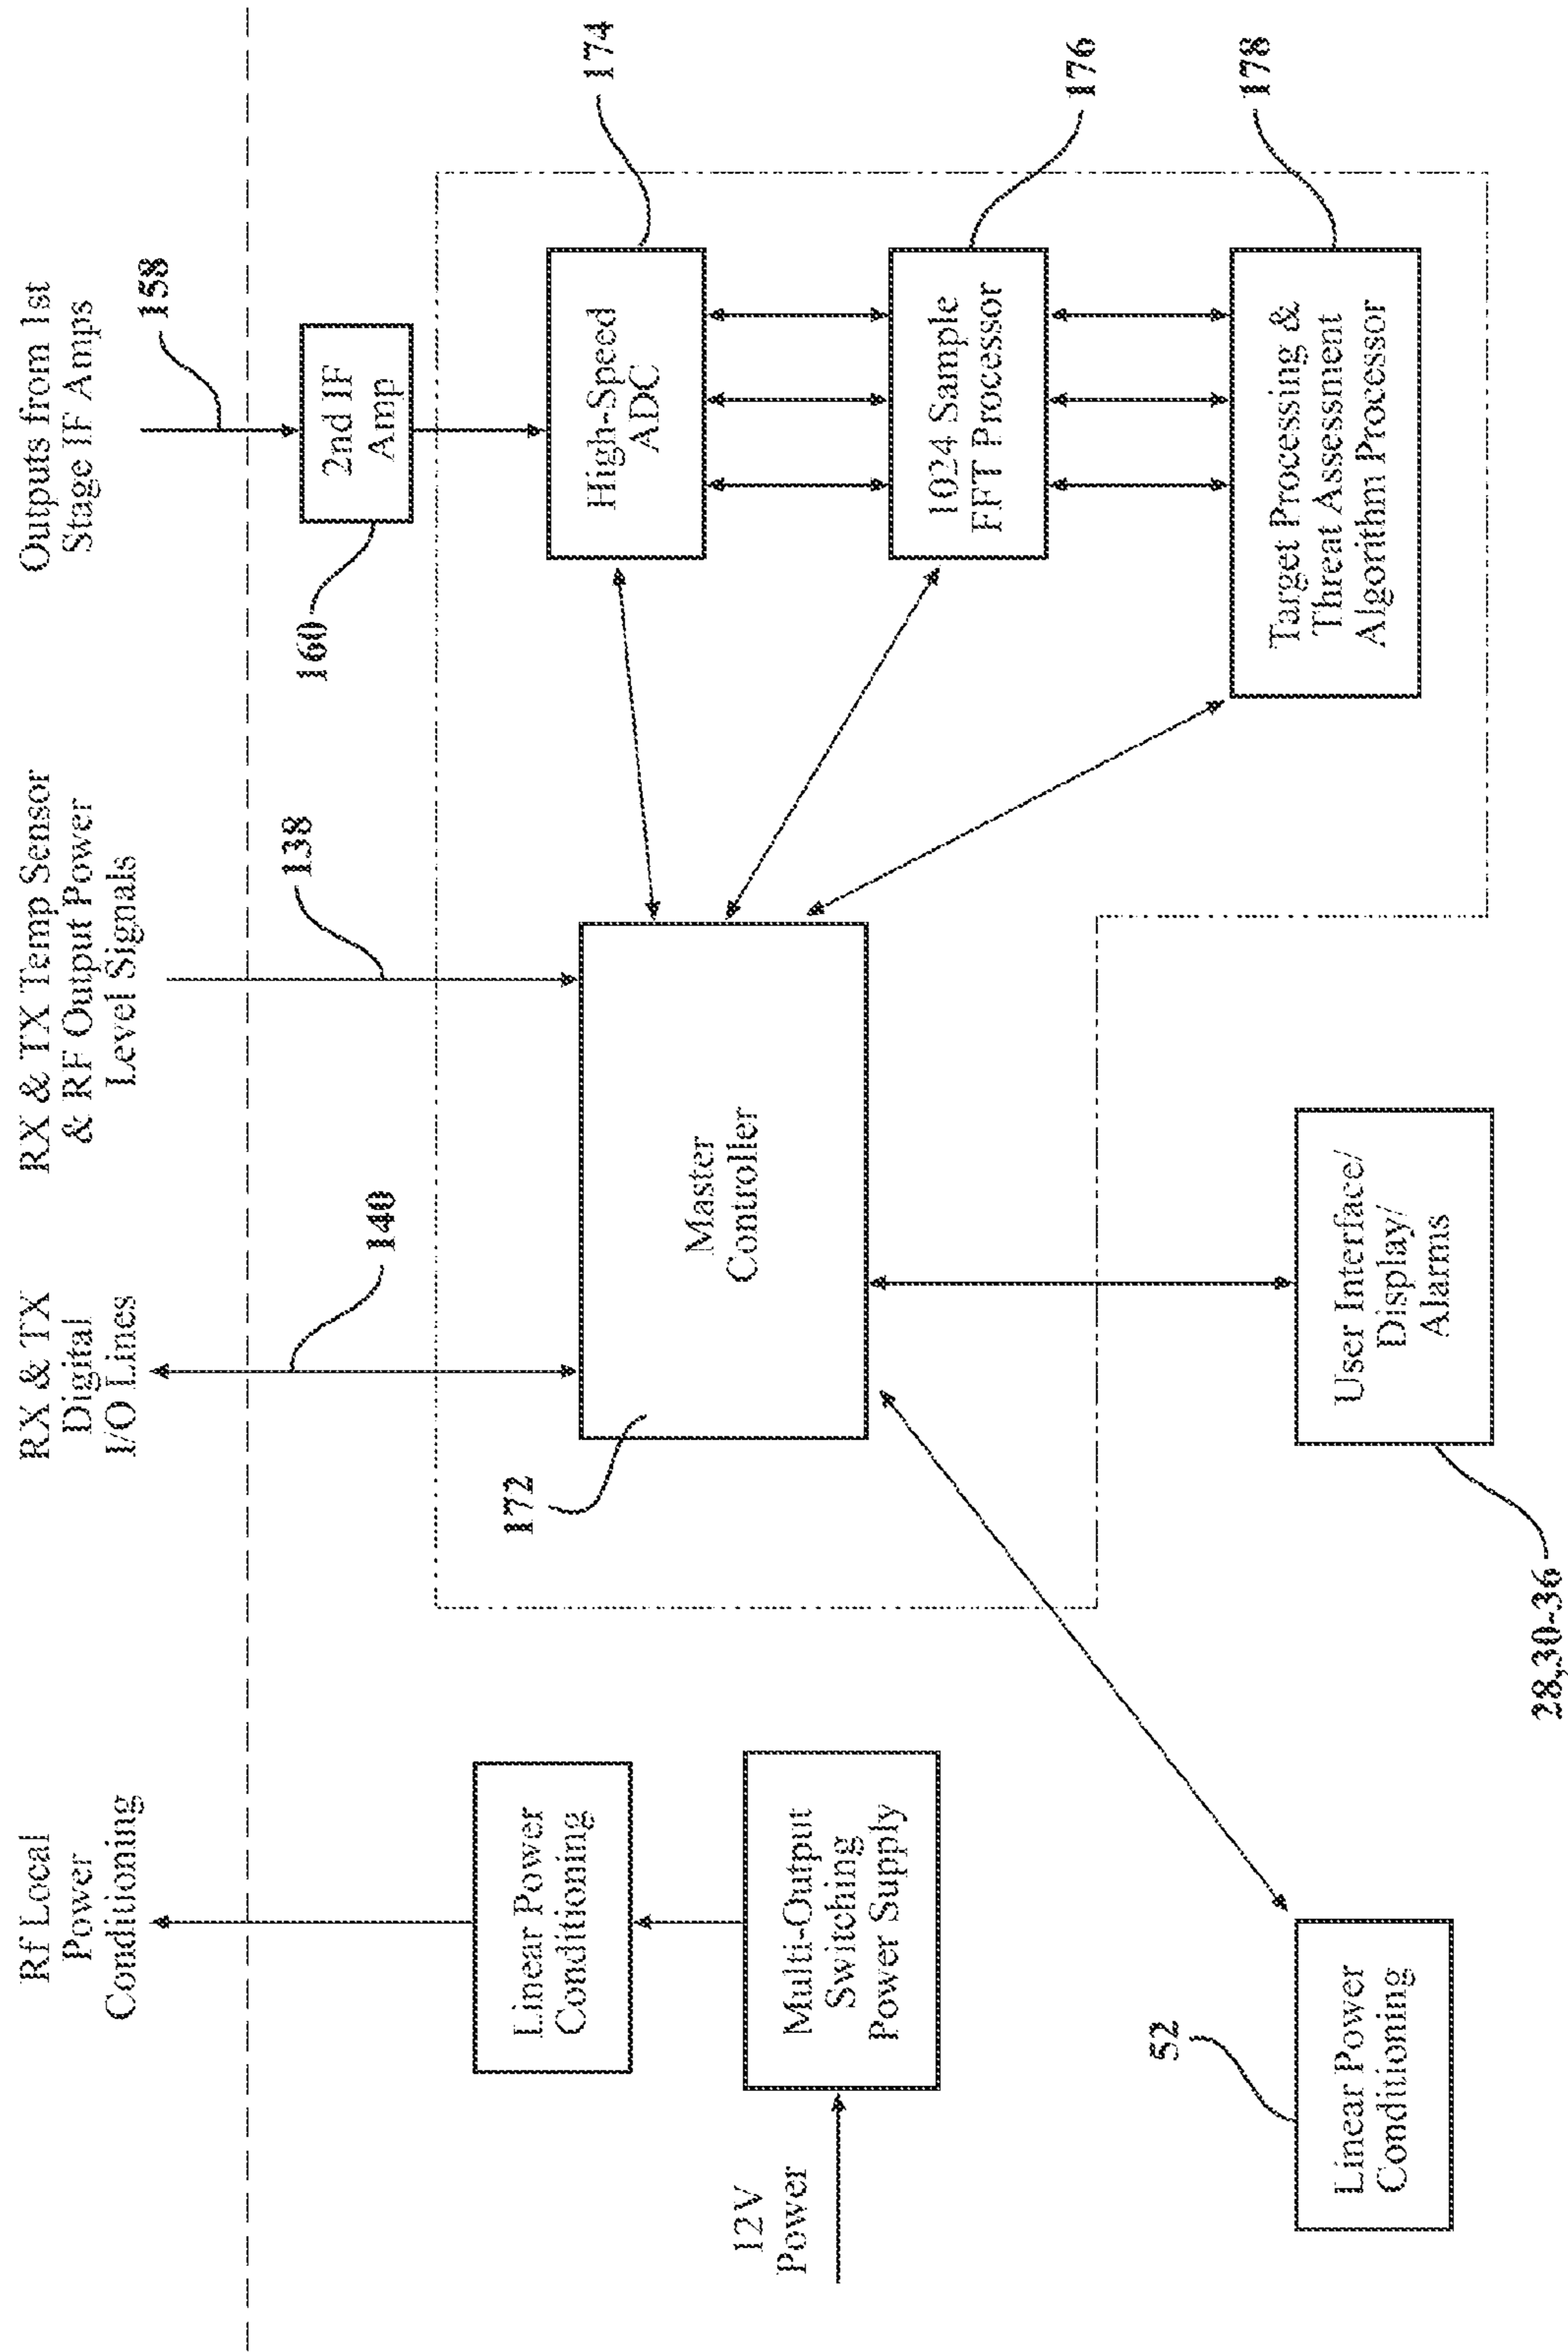 Rf Local
Power
Conditioning
RX & TX
Digital
I/O Lines
RX & TX Temp Sensor
& RF Output Power
Level Signals
Outputs from 1st
Stage IF Amps
140
138
158
160
2nd IF
Amp
Linear Power
Conditioning
172
Master
Controller
High-Speed
ADC
174
12V
Power
Multi-Output
Switching
Power Supply
1024 Sample
FFT Processor
176
52
Linear Power
Conditioning
User Interface/
Display/
Alarms
28,30-36
Target Processing &
Threat Assessment
Algorithm Processor
178